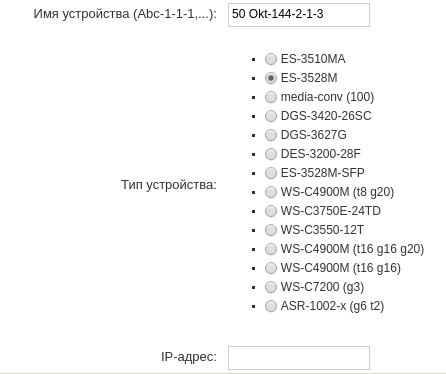 Имя устройства (Abc-1-1-1,...): 50 Okt-144-2-1-3
ES-3510MA
ES-3528M
media-conv (100)
DGS-3420-26SC
DGS-3627G
DES-3200-28F
ES-3528M-SFP
Тип устройства:
WS-C4900M (t8 g20)
WS-C3750E-24TD
WS-C3550-12T
WS-C4900M (t16 g16 g20)
WS-C4900M (t16 g16)
WS-C7200 (g3)
ASR-1002-x (g6 t2)
IP-адрес: